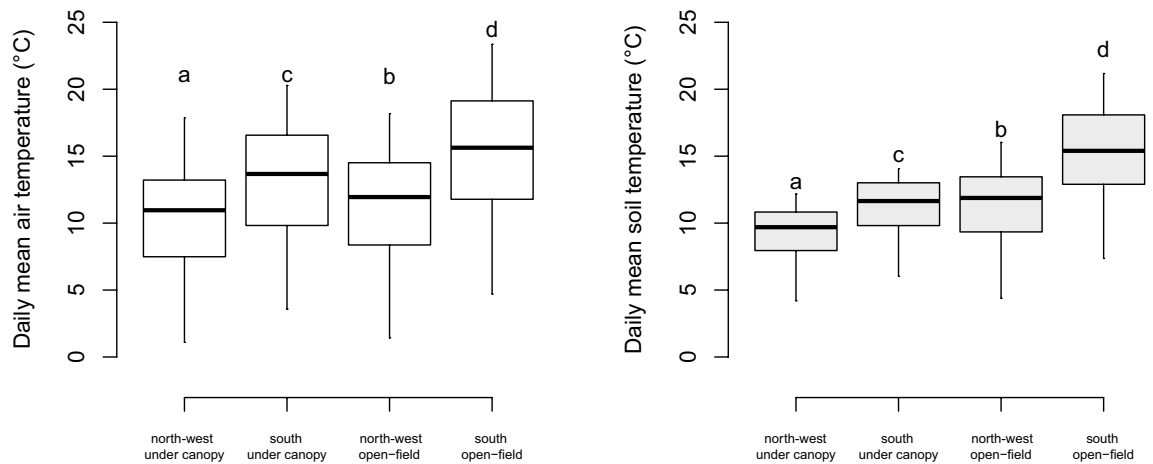 Daily mean air temperature (°C)
25
20
15
10
5
0
a
c
b
d
north-west
under canopy
south
under canopy
north-west
open−field
south
open−field
Daily mean soil temperature (°C)
25
20
15
10
5
0
a
c
b
d
north-west
under canopy
south
under canopy
north-west
open−field
south
open−field